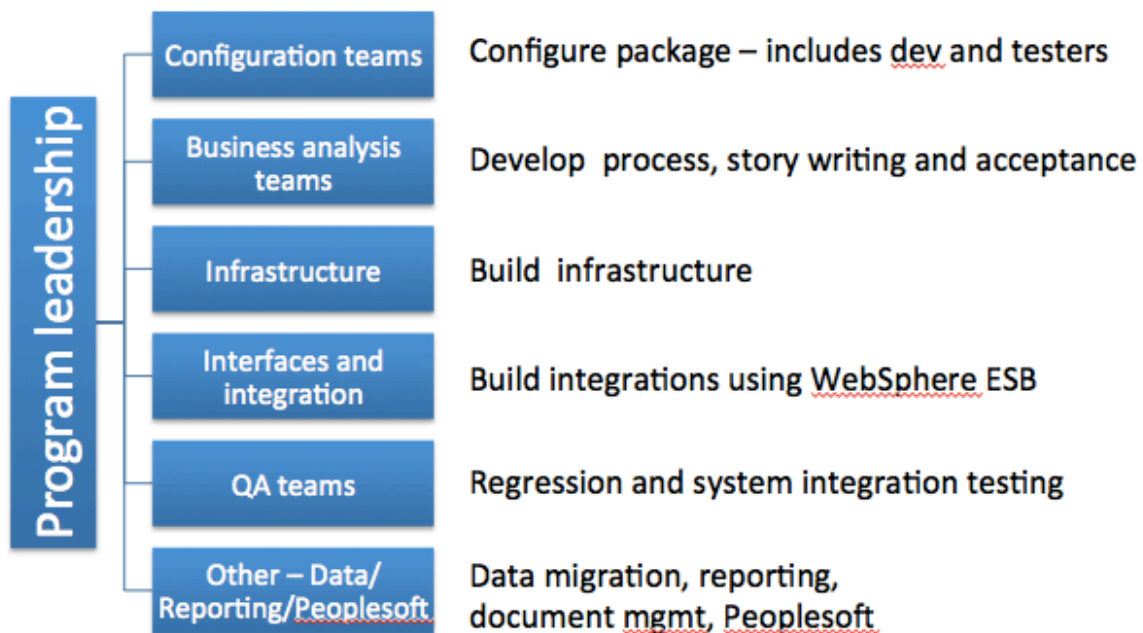 Program leadership
Configuration teams
Configure package – includes dev and testers
Business analysis
teams
Develop process, story writing and acceptance
Infrastructure
Build infrastructure
Interfaces and
integration
Build integrations using WebSphere ESB
QA teams
Regression and system integration testing
Other – Data/
Reporting/Peoplesoft
Data migration, reporting,
document mgmt, Peoplesoft